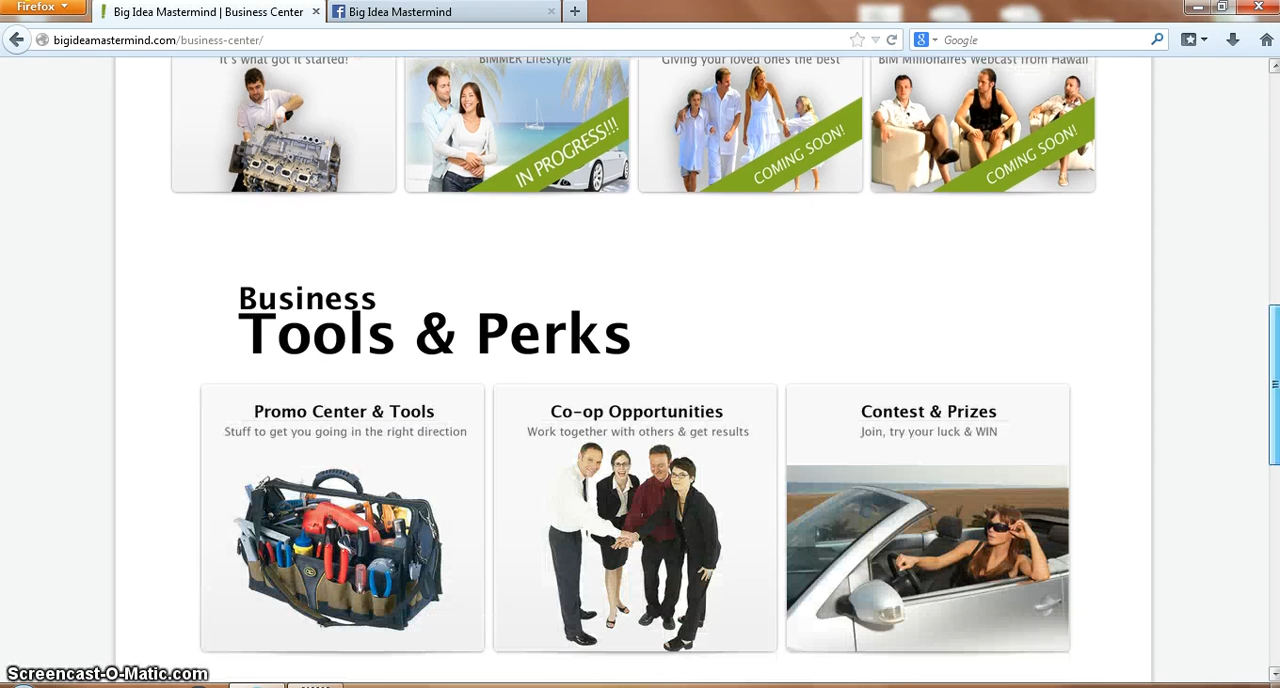 Firefox
Big Idea Mastermind | Business Center
Big Idea Mastermind
bigideamastermind.com/business-center/
Google
It's what got it started!
BIMMER Lifestyle
Giving your loved ones the best
BIM Millionaires Webcast from Hawaii
IN PROGRESS!!!
COMING SOON!
COMING SOON!
Business
Tools & Perks
Promo Center & Tools
Stuff to get you going in the right direction
Co-op Opportunities
Work together with others & get results
Contest & Prizes
Join, try your luck & WIN
Screencast-O-Matic.com